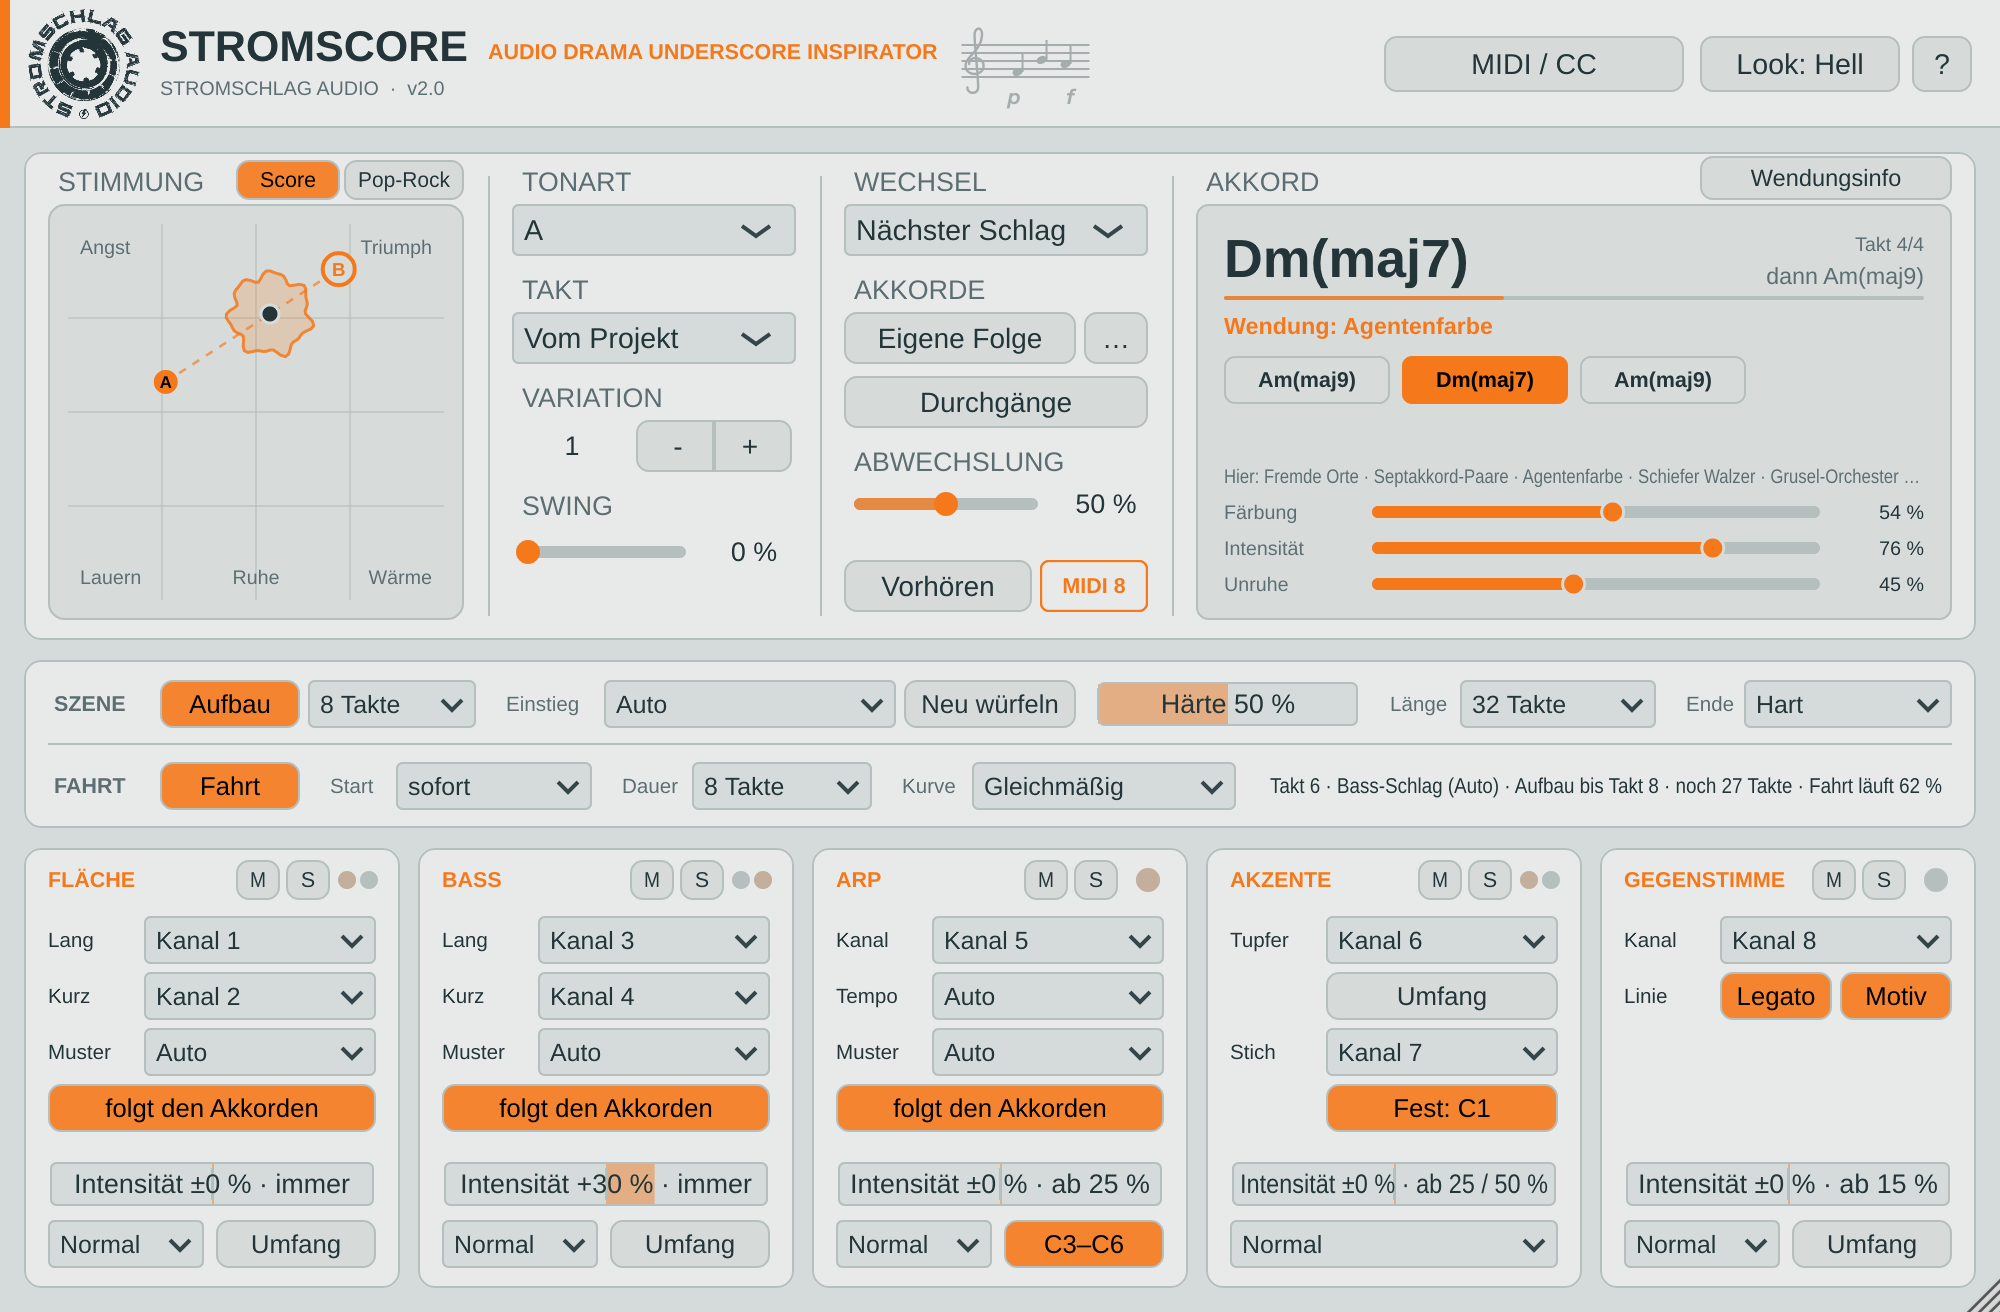 STROMSCHLAG AUDIO
STROMSCORE AUDIO DRAMA UNDERSCORE INSPIRATOR
STROMSCHLAG AUDIO · v2.0
p f
MIDI / CC Look: Hell ?
STIMMUNG Score Pop-Rock
Angst Triumph
B
A
Lauern Ruhe Wärme
TONART
A
TAKT
Vom Projekt
VARIATION
1 - +
SWING
0 %
WECHSEL
Nächster Schlag
AKKORDE
Eigene Folge ...
Durchgänge
ABWECHSLUNG
50 %
Vorhören MIDI 8
AKKORD Wendungsinfo
Dm(maj7) Takt 4/4
dann Am(maj9)
Wendung: Agentenfarbe
Am(maj9) Dm(maj7) Am(maj9)
Hier: Fremde Orte · Septakkord-Paare · Agentenfarbe · Schiefer Walzer · Grusel-Orchester ...
Färbung 54 %
Intensität 76 %
Unruhe 45 %
SZENE Aufbau 8 Takte Einstieg Auto Neu würfeln Härte 50 % Länge 32 Takte Ende Hart
FAHRT Fahrt Start sofort Dauer 8 Takte Kurve Gleichmäßig Takt 6 · Bass-Schlag (Auto) · Aufbau bis Takt 8 · noch 27 Takte · Fahrt läuft 62 %
FLÄCHE M S
Lang Kanal 1
Kurz Kanal 2
Muster Auto
folgt den Akkorden
Intensität ±0 % · immer
Normal Umfang
BASS M S
Lang Kanal 3
Kurz Kanal 4
Muster Auto
folgt den Akkorden
Intensität +30 % · immer
Normal Umfang
ARP M S
Kanal Kanal 5
Tempo Auto
Muster Auto
folgt den Akkorden
Intensität ±0 % · ab 25 %
Normal C3–C6
AKZENTE M S
Tupfer Kanal 6
Umfang
Stich Kanal 7
Fest: C1
Intensität ±0 % · ab 25 / 50 %
Normal
GEGENSTIMME M S
Kanal Kanal 8
Linie Legato Motiv
Intensität ±0 % · ab 15 %
Normal Umfang